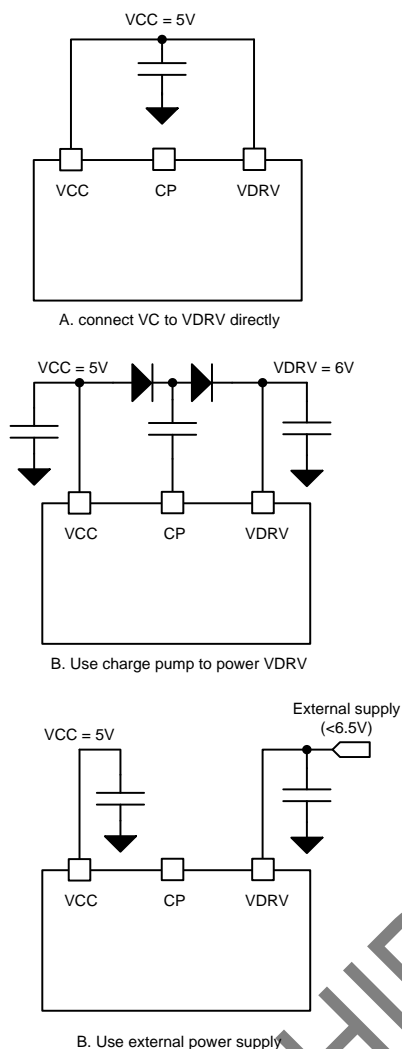 VCC = 5V
VCC
CP
VDRV
A. connect VC to VDRV directly
VCC = 5V
VDRV = 6V
VCC
CP
VDRV
B. Use charge pump to power VDRV
External supply
(<6.5V)
VCC = 5V
VCC
CP
VDRV
B. Use external power supply